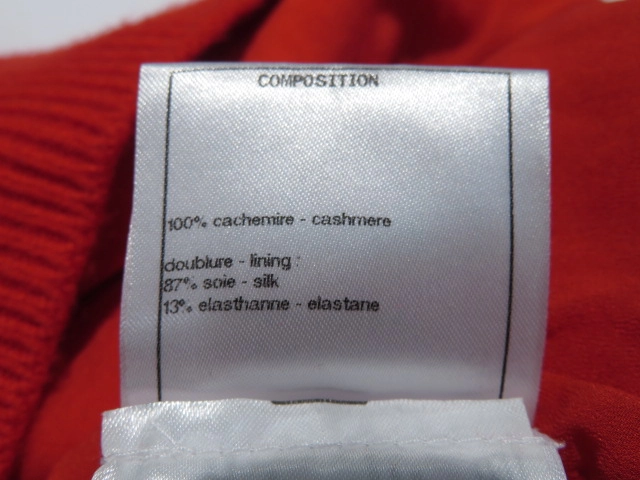 COMPOSITION
100% cachemire - cashmere
doublure - lining :
87% soie - silk
13% elasthanne - elastane